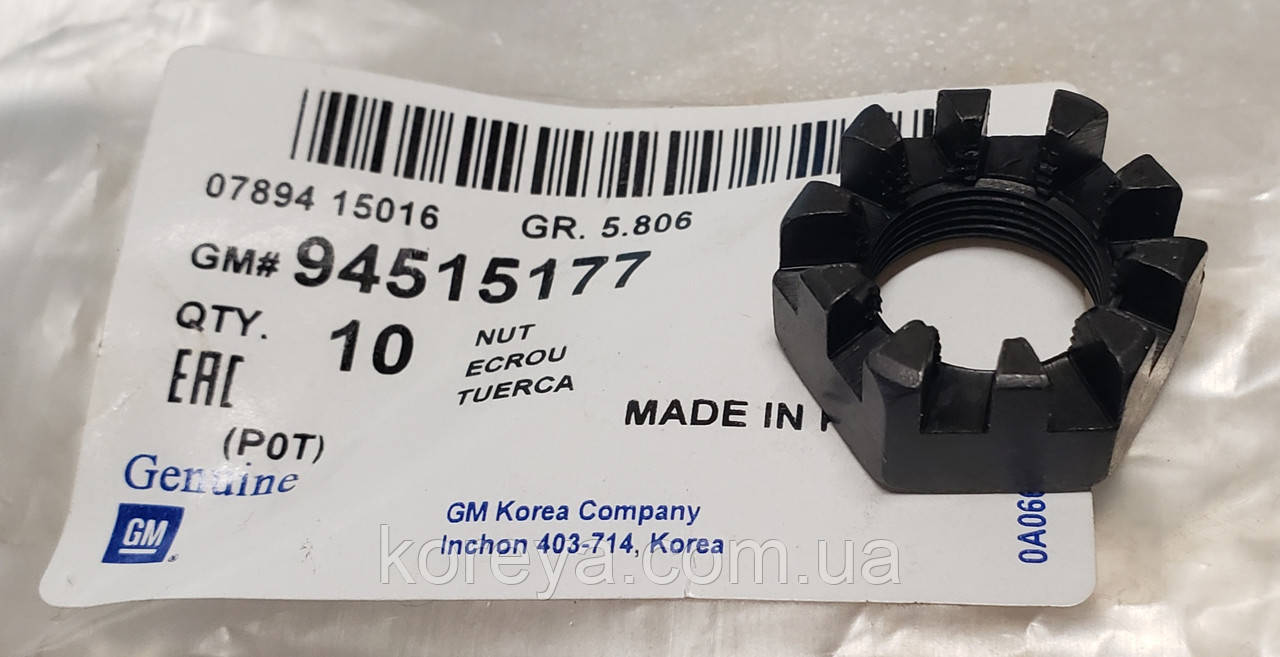 07894 15016 GR. 5.806
GM# 94515177
QTY. 10 NUT
ECROU
TUERCA
EAC
(P0T)
MADE IN
Genuine
GM
GM Korea Company
Inchon 403-714, Korea
koreya.com.ua
0A06